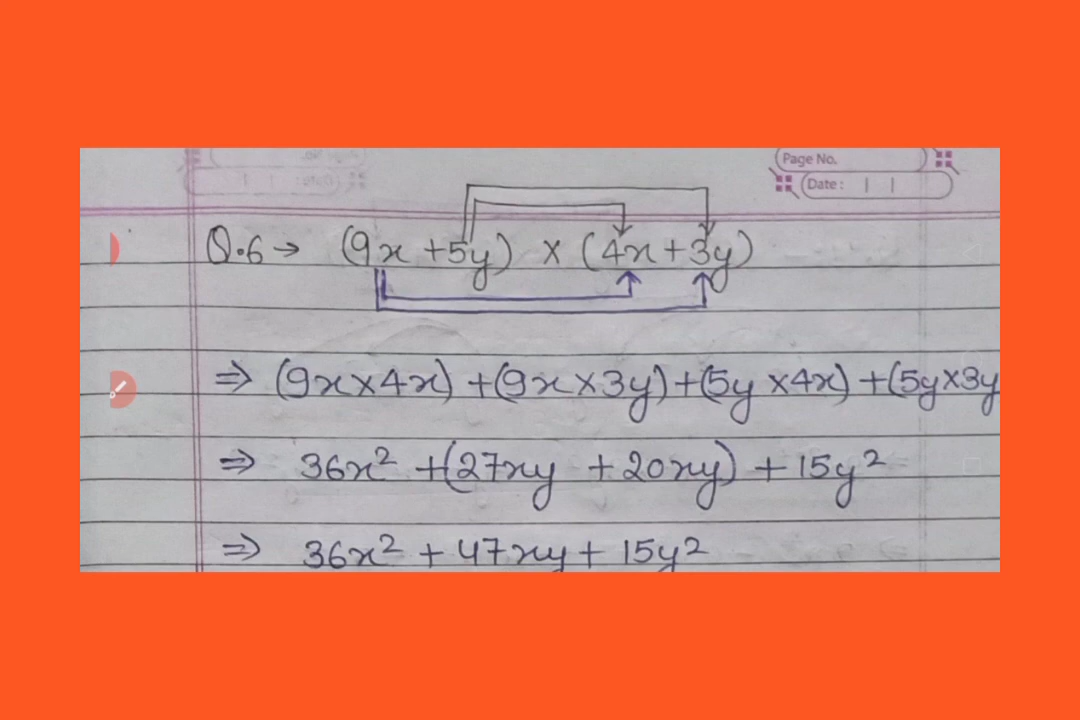 Page No.
Date :
Q.6 → (9x + 5y) × (4x + 3y)
⇒ (9x × 4x) + (9x × 3y) + (5y × 4x) + (5y × 3y
⇒ 36x² + (27xy + 20xy) + 15y²
⇒ 36x² + 47xy + 15y²